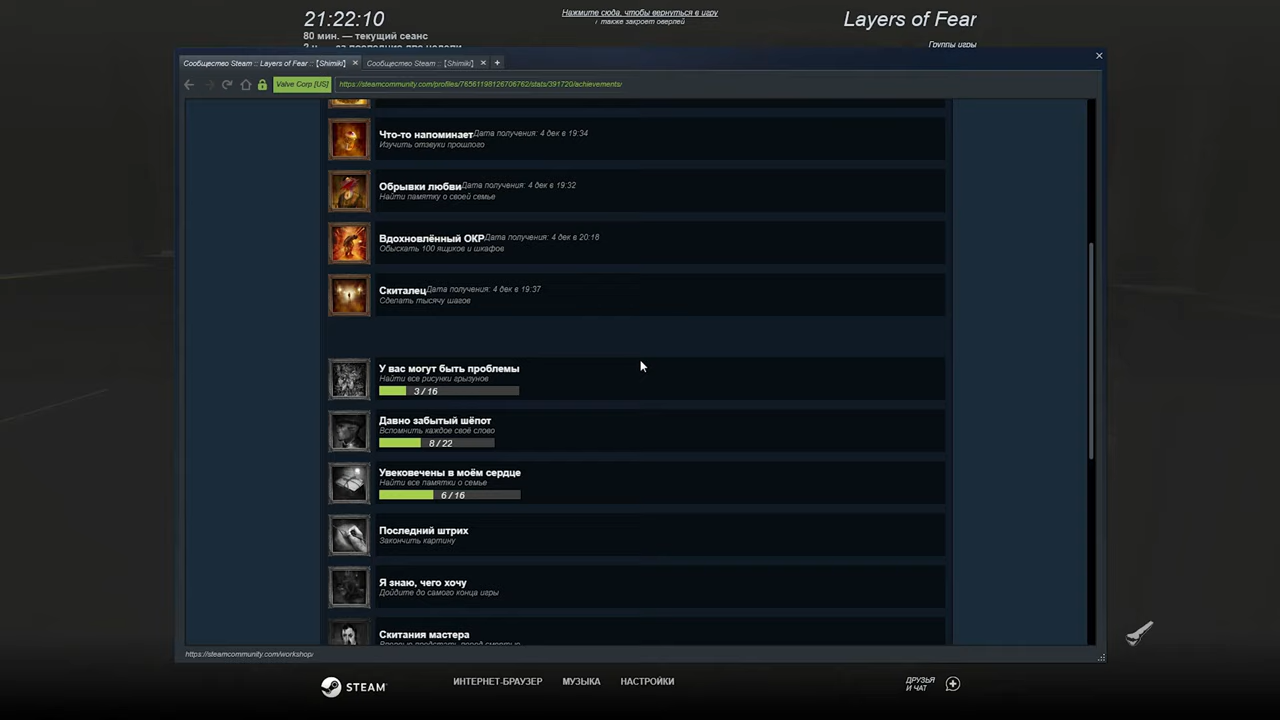 21:22:10
80 мин. — текущий сеанс
Нажмите сюда, чтобы вернуться в игру
также закроет оверлей
Layers of Fear
Группы игры
Сообщество Steam :: Layers of Fear :: 【Shimiki】
Сообщество Steam :: 【Shimiki】
Valve Corp [US]
https://steamcommunity.com/profiles/76561198126706762/stats/391720/achievements/
Что-то напоминает Дата получения: 4 дек в 19:34
Изучить отзвуки прошлого
Обрывки любви Дата получения: 4 дек в 19:32
Найти памятку о своей семье
Вдохновлённый ОКР Дата получения: 4 дек в 20:18
Обыскать 100 ящиков и шкафов
Скиталец Дата получения: 4 дек в 19:37
Сделать тысячу шагов
У вас могут быть проблемы
Найти все рисунки грызунов
3 / 16
Давно забытый шёпот
Вспомнить каждое своё слово
8 / 22
Увековечены в моём сердце
Найти все памятки о семье
6 / 16
Последний штрих
Закончить картину
Я знаю, чего хочу
Дойдите до самого конца игры
Скитания мастера
https://steamcommunity.com/workshop/
STEAM
ИНТЕРНЕТ-БРАУЗЕР
МУЗЫКА
НАСТРОЙКИ
ДРУЗЬЯ
И ЧАТ